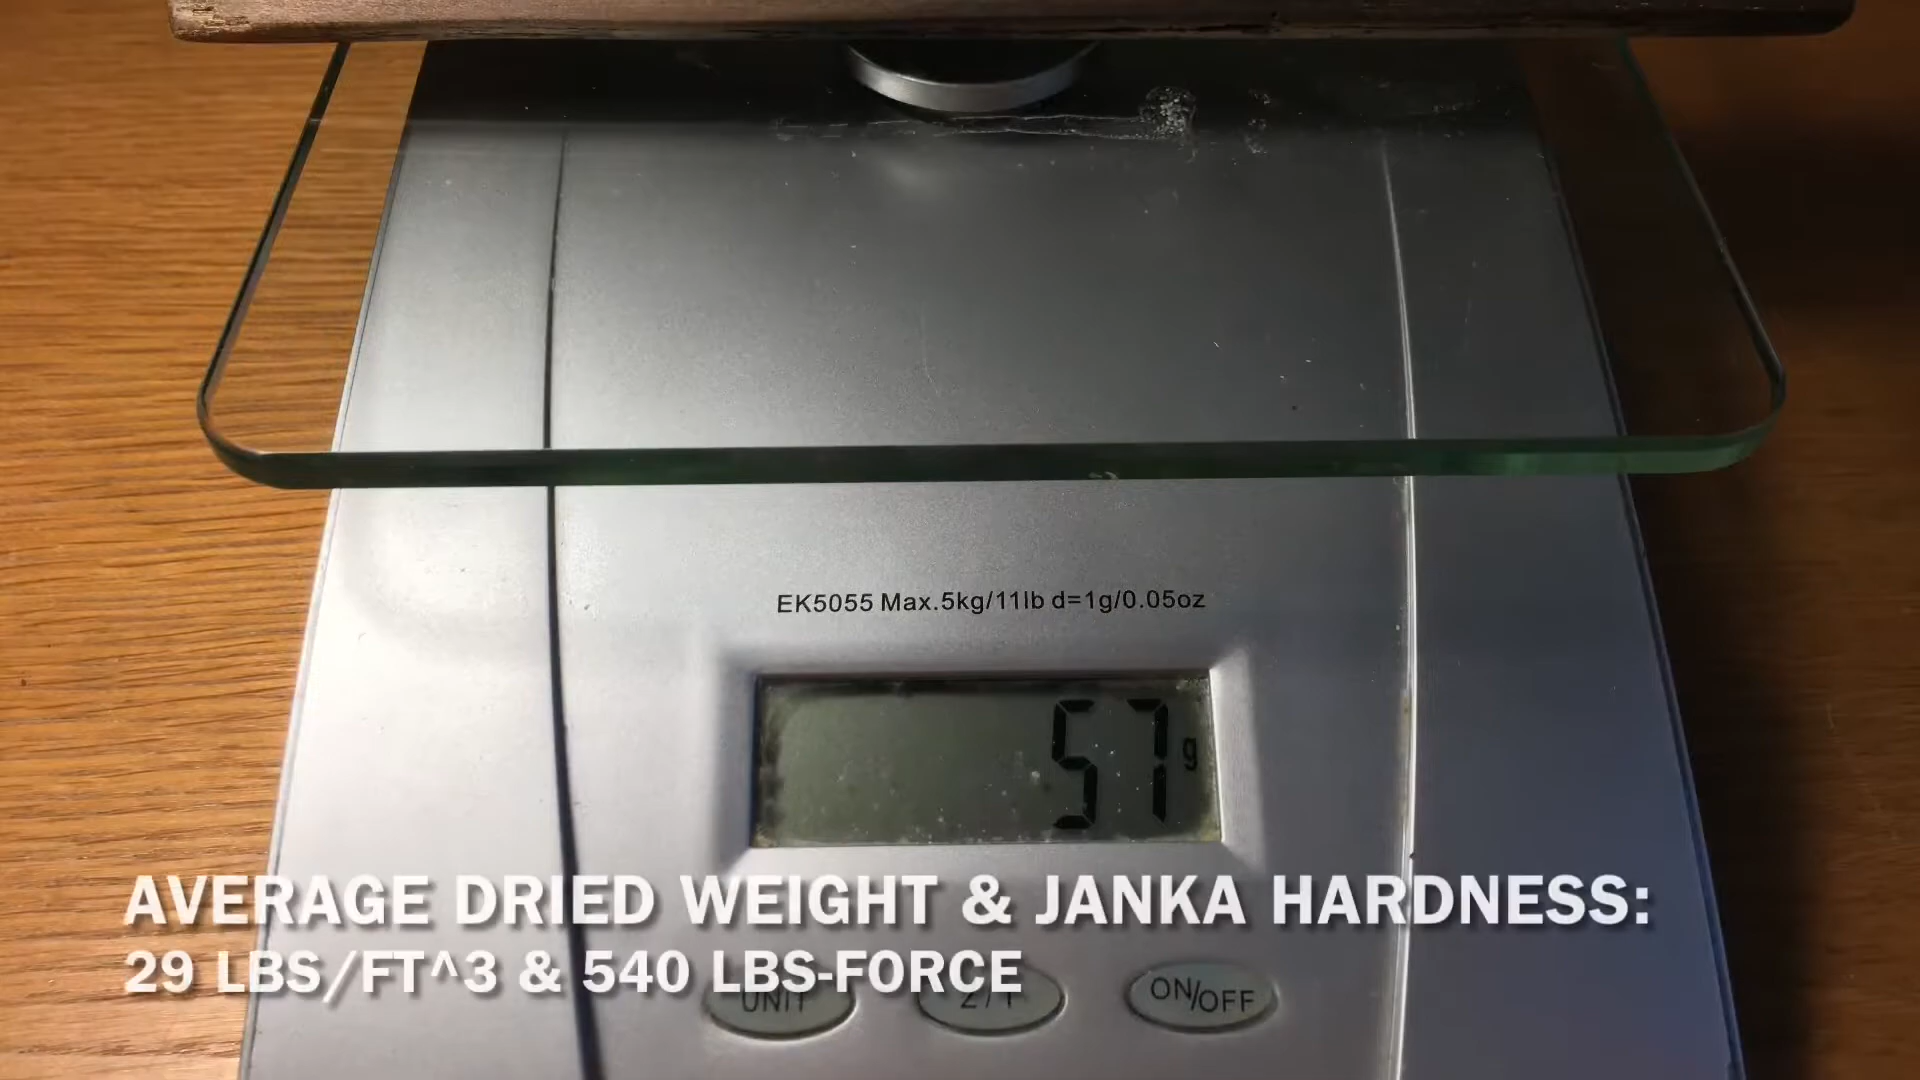 EK5055 Max.5kg/11lb d=1g/0.05oz
57 g
AVERAGE DRIED WEIGHT & JANKA HARDNESS:
29 LBS/FT^3 & 540 LBS-FORCE
UNIT Z/T ON/OFF